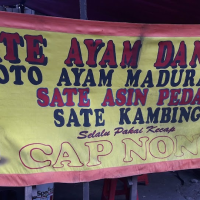 TE AYAM DAN
OTO AYAM MADURA
SATE ASIN PEDA
SATE KAMBING
Selalu Pakai Kecap
CAP NON